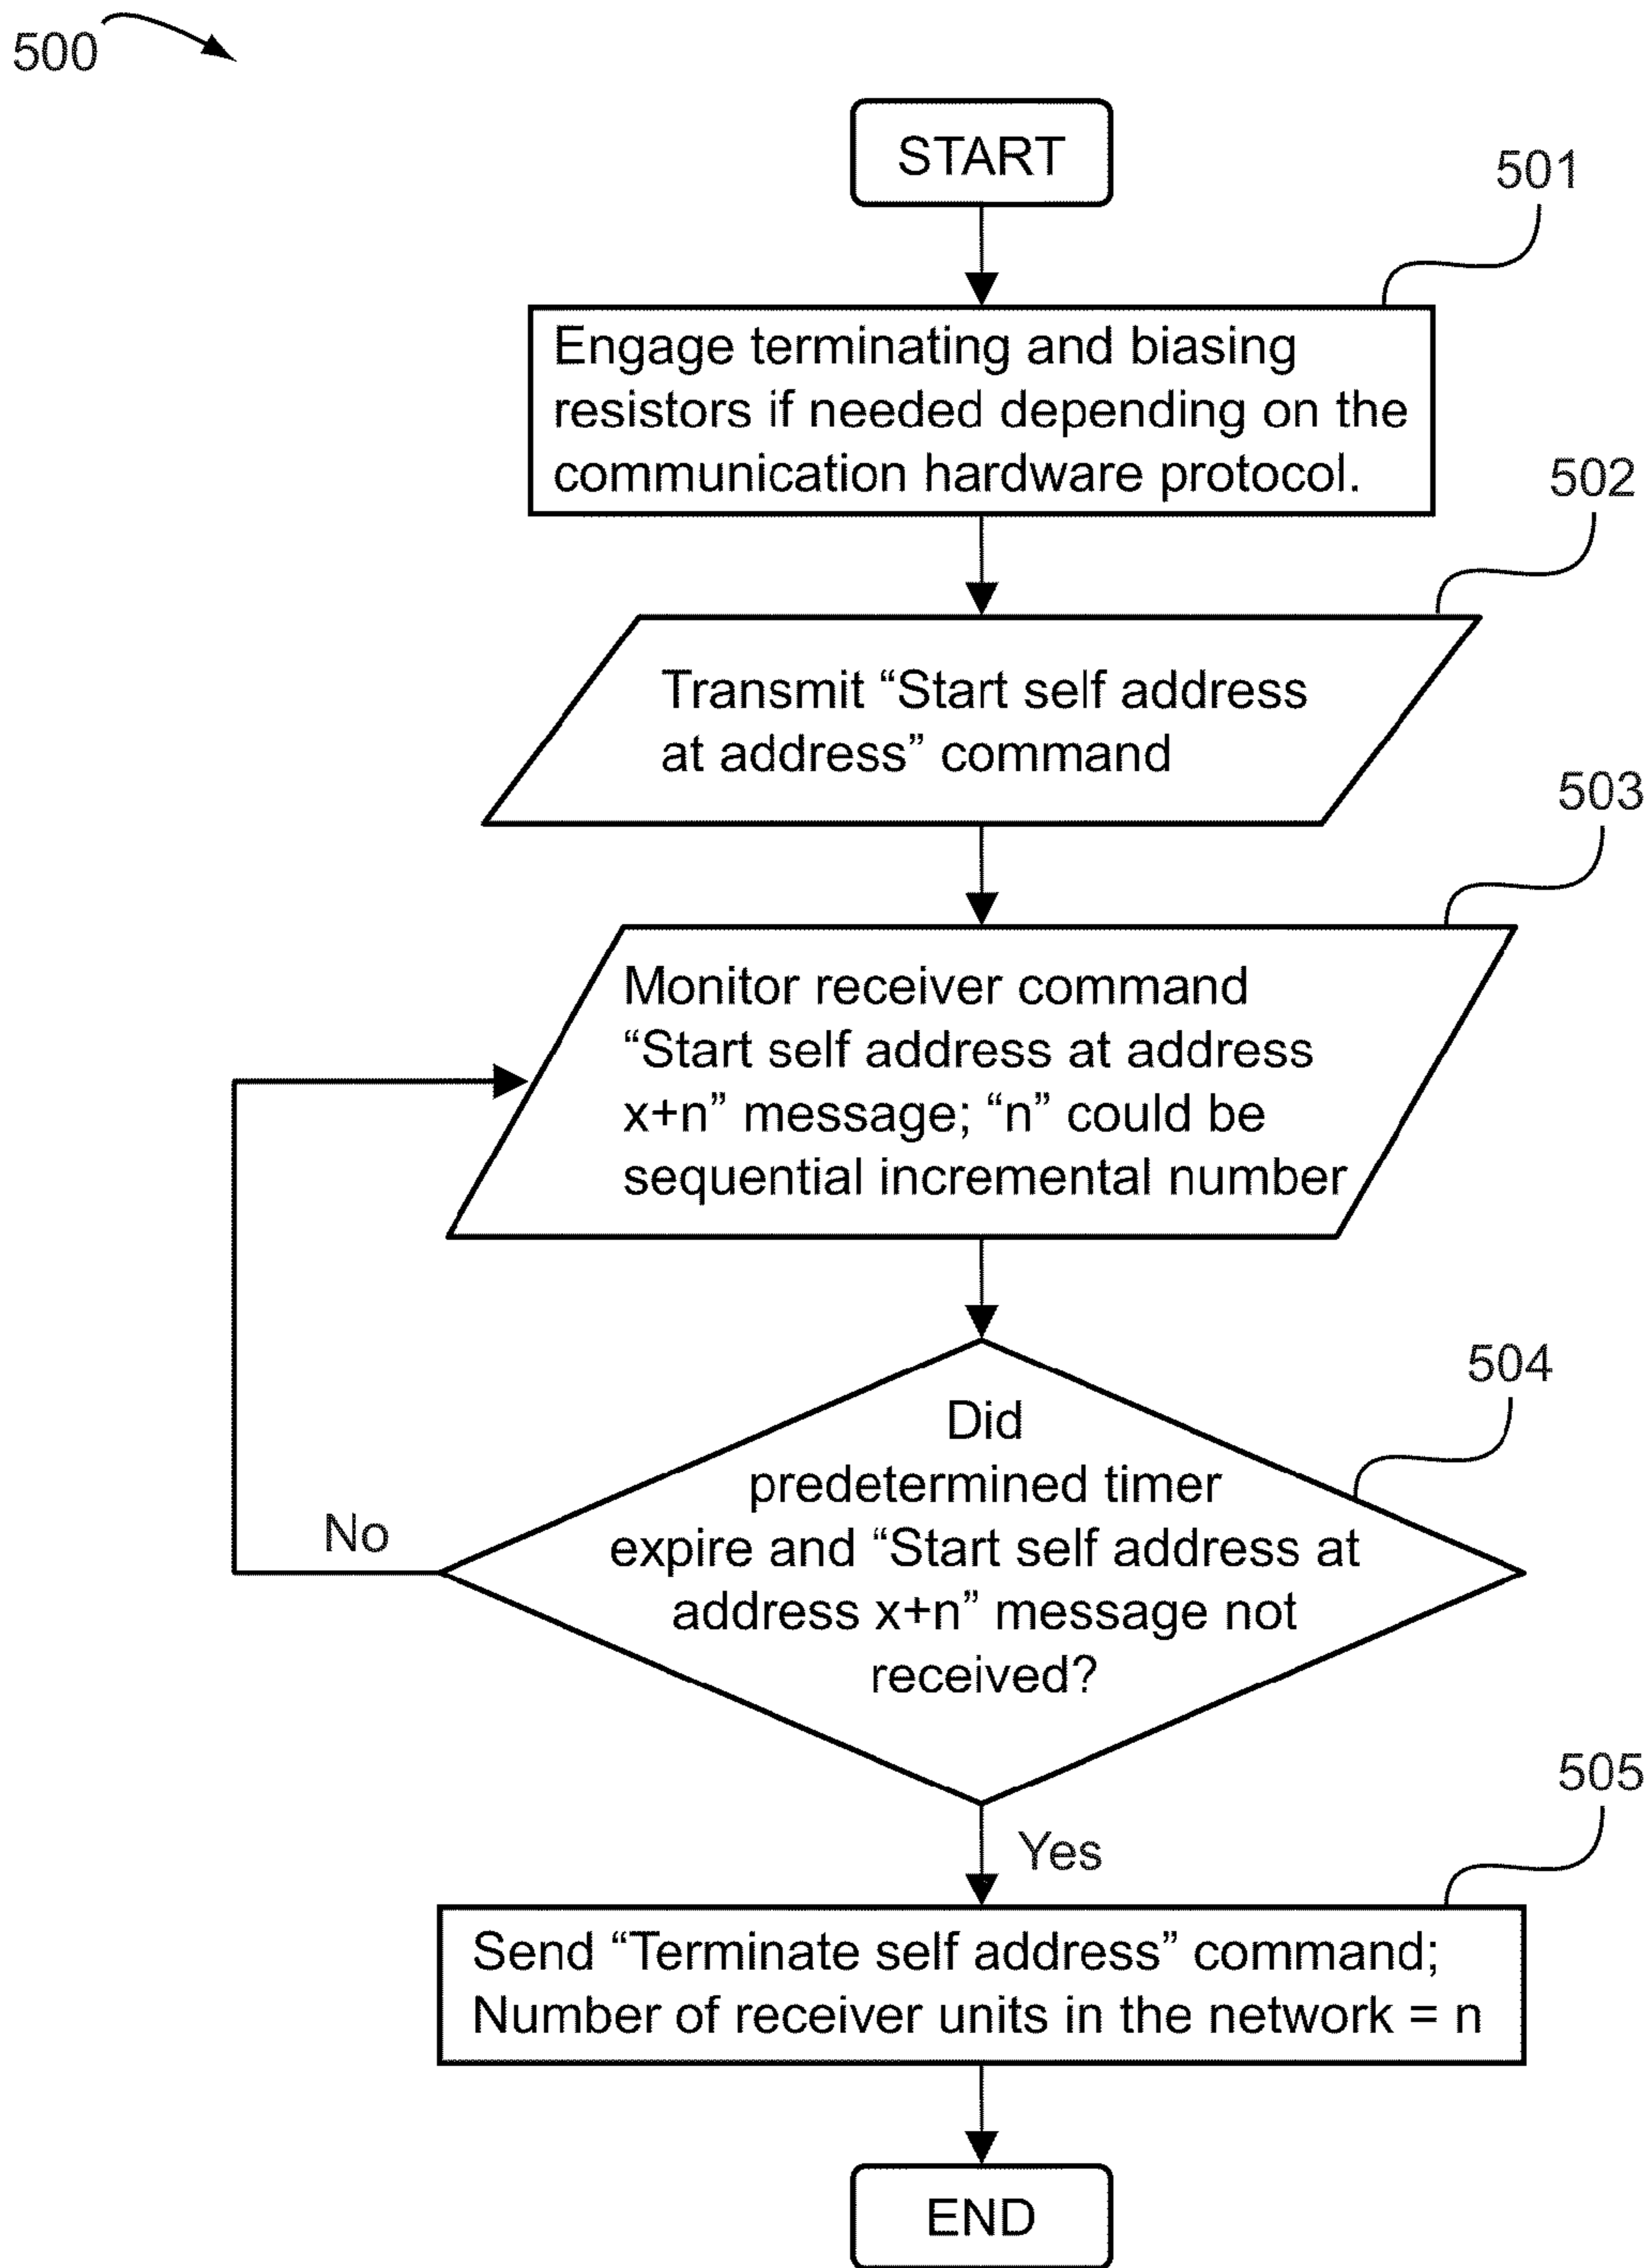 500
START
501
Engage terminating and biasing
resistors if needed depending on the
communication hardware protocol.
502
Transmit “Start self address
at address” command
503
Monitor receiver command
“Start self address at address
x+n” message; “n” could be
sequential incremental number
504
Did
predetermined timer
expire and “Start self address at
address x+n” message not
received?
No
Yes
505
Send “Terminate self address” command;
Number of receiver units in the network = n
END